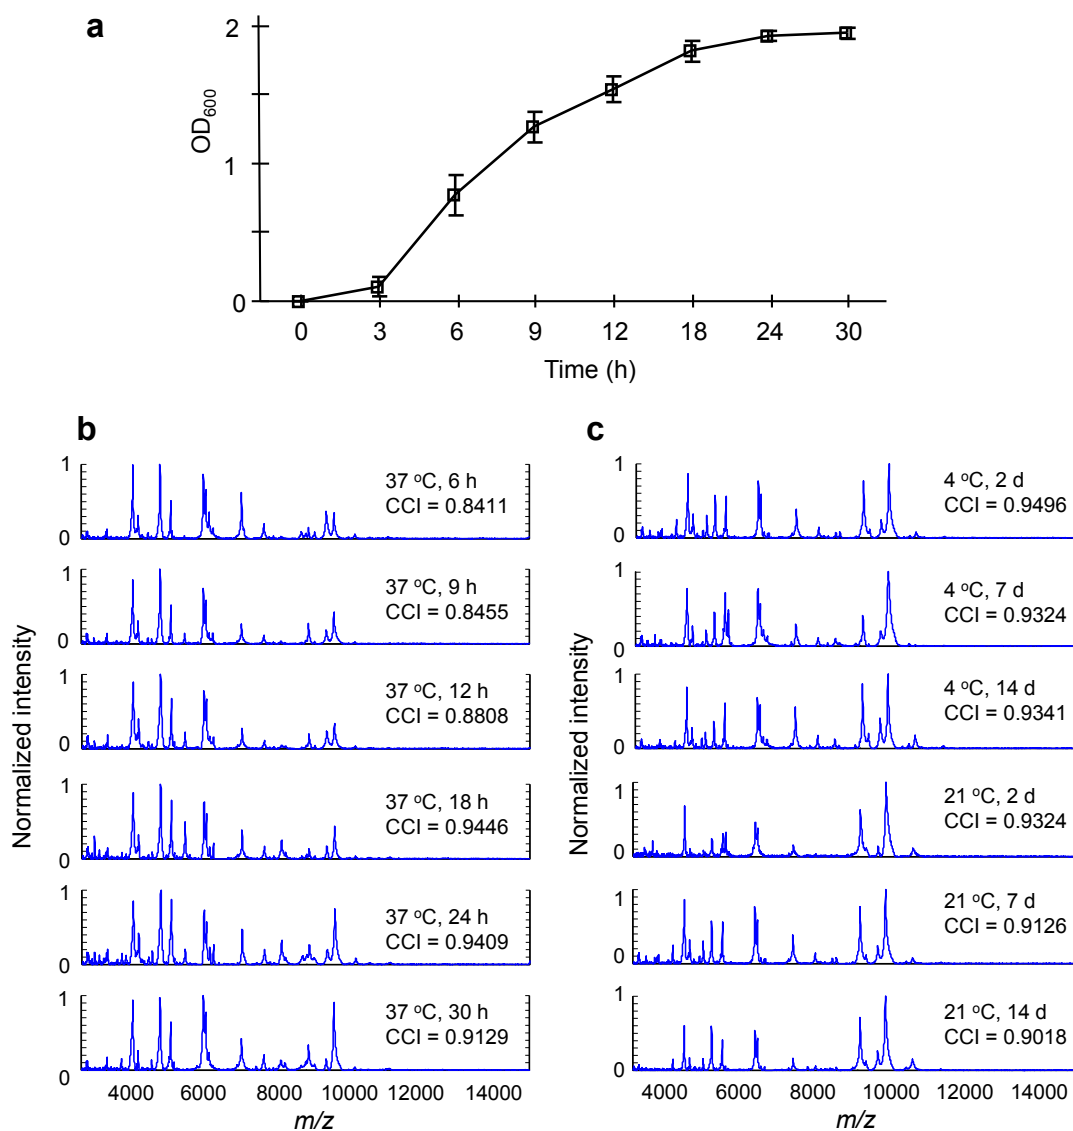 a
2
1
0
OD600
0 3 6 9 12 18 24 30
Time (h)
b
Normalized intensity
1
0
37 °C, 6 h
CCI = 0.8411
1
0
37 °C, 9 h
CCI = 0.8455
1
0
37 °C, 12 h
CCI = 0.8808
1
0
37 °C, 18 h
CCI = 0.9446
1
0
37 °C, 24 h
CCI = 0.9409
1
0
37 °C, 30 h
CCI = 0.9129
4000 6000 8000 10000 12000 14000
m/z
c
Normalized intensity
1
0
4 °C, 2 d
CCI = 0.9496
1
0
4 °C, 7 d
CCI = 0.9324
1
0
4 °C, 14 d
CCI = 0.9341
1
0
21 °C, 2 d
CCI = 0.9324
1
0
21 °C, 7 d
CCI = 0.9126
1
0
21 °C, 14 d
CCI = 0.9018
4000 6000 8000 10000 12000 14000
m/z